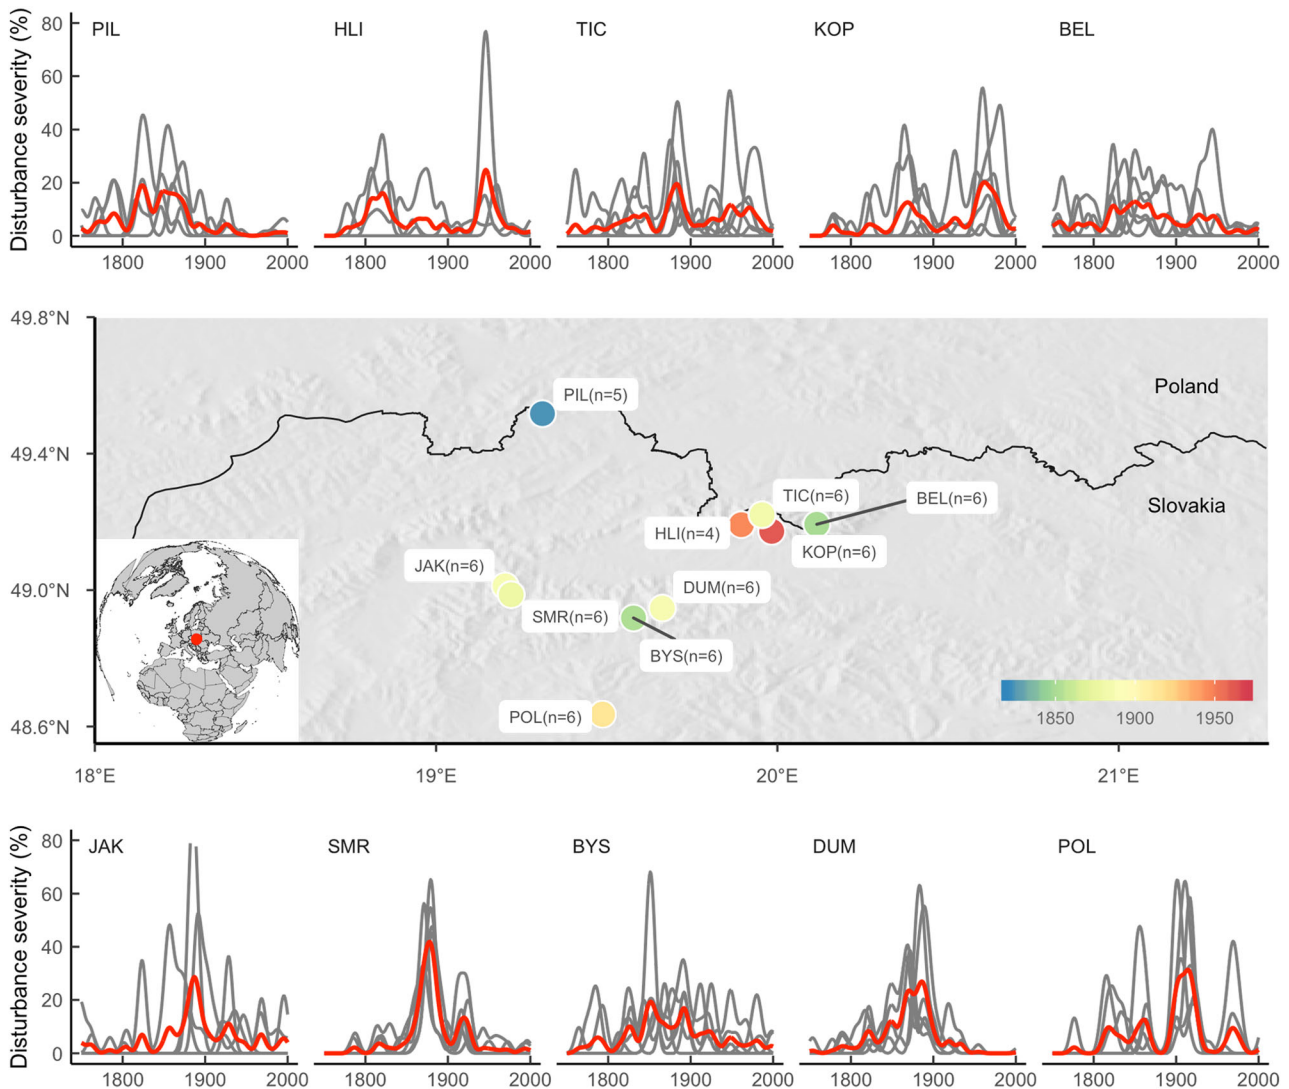 PIL HLI TIC KOP BEL
Disturbance severity (%)
80
60
40
20
0
1800 1900 2000 1800 1900 2000 1800 1900 2000 1800 1900 2000 1800 1900 2000
49.8°N
49.4°N
49.0°N
48.6°N
Poland
PIL(n=5)
TIC(n=6)
BEL(n=6)
Slovakia
HLI(n=4)
KOP(n=6)
JAK(n=6)
DUM(n=6)
SMR(n=6)
BYS(n=6)
POL(n=6)
1850 1900 1950
18°E 19°E 20°E 21°E
JAK SMR BYS DUM POL
Disturbance severity (%)
80
60
40
20
0
1800 1900 2000 1800 1900 2000 1800 1900 2000 1800 1900 2000 1800 1900 2000